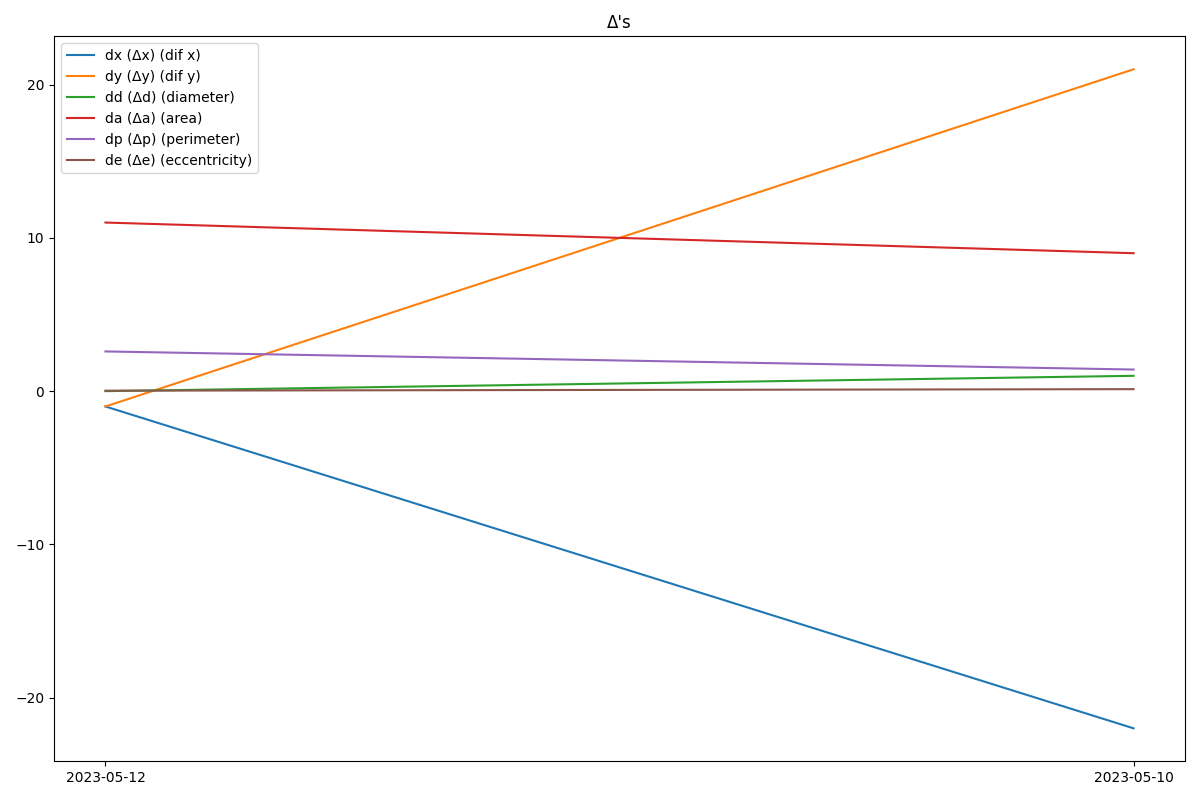 Δ's
dx (Δx) (dif x)
dy (Δy) (dif y)
dd (Δd) (diameter)
da (Δa) (area)
dp (Δp) (perimeter)
de (Δe) (eccentricity)
20
10
0
−10
−20
2023-05-12
2023-05-10